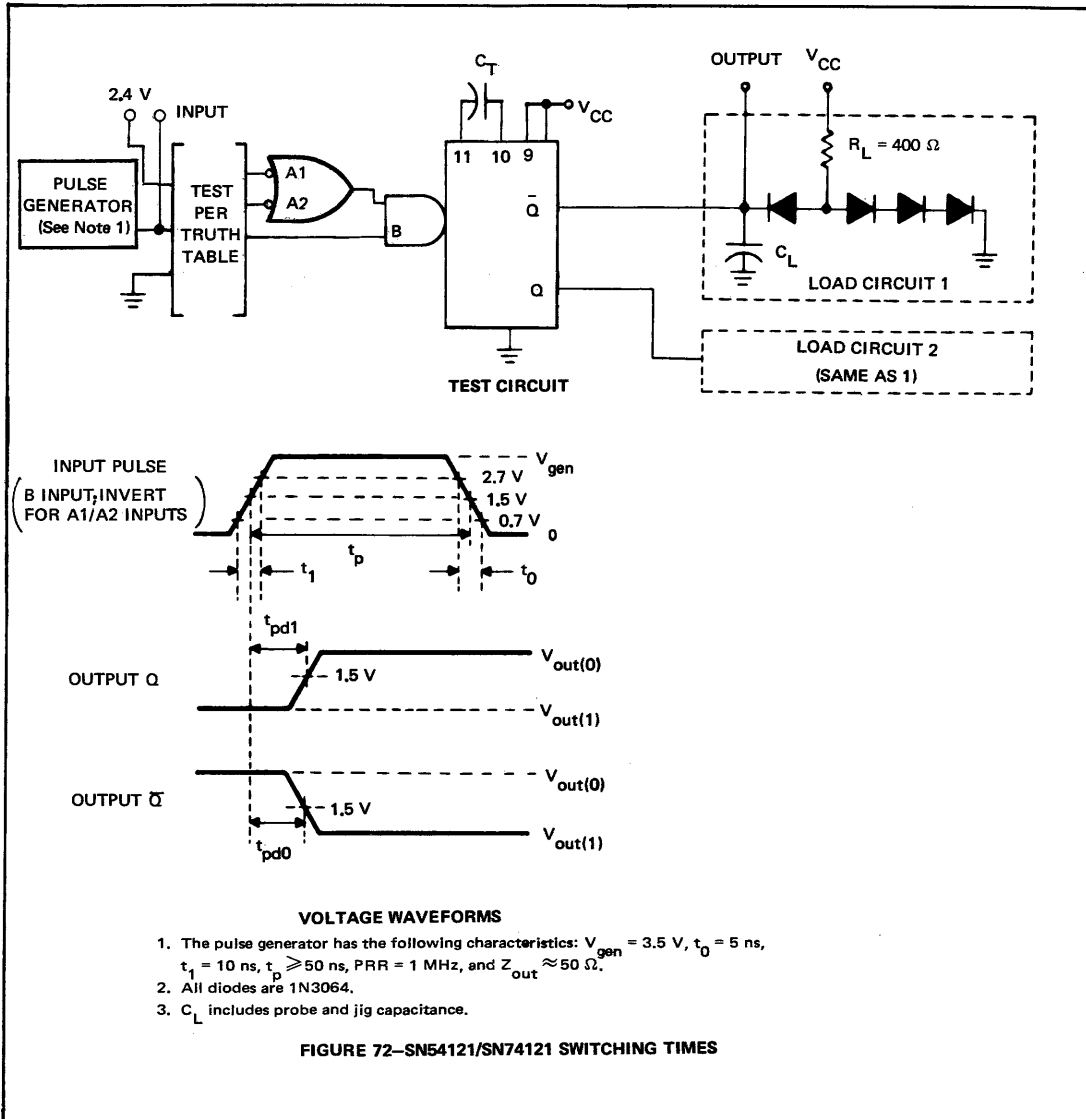 OUTPUT V_CC
C_T
2.4 V INPUT
V_CC
R_L = 400 Ω
11 10 9
PULSE
GENERATOR
(See Note 1)
TEST
PER
TRUTH
TABLE
A1
A2
B
Q̅
Q
C_L
LOAD CIRCUIT 1
LOAD CIRCUIT 2
(SAME AS 1)
TEST CIRCUIT
INPUT PULSE
(B INPUT; INVERT
FOR A1/A2 INPUTS)
V_gen
2.7 V
1.5 V
0.7 V
0
t_p
t_1
t_0
t_pd1
OUTPUT Q
1.5 V
V_out(0)
V_out(1)
OUTPUT Q̅
1.5 V
V_out(0)
V_out(1)
t_pd0
VOLTAGE WAVEFORMS
1. The pulse generator has the following characteristics: V_gen = 3.5 V, t_0 = 5 ns,
t_1 = 10 ns, t_p ⩾ 50 ns, PRR = 1 MHz, and Z_out ≈ 50 Ω.
2. All diodes are 1N3064.
3. C_L includes probe and jig capacitance.
FIGURE 72—SN54121/SN74121 SWITCHING TIMES